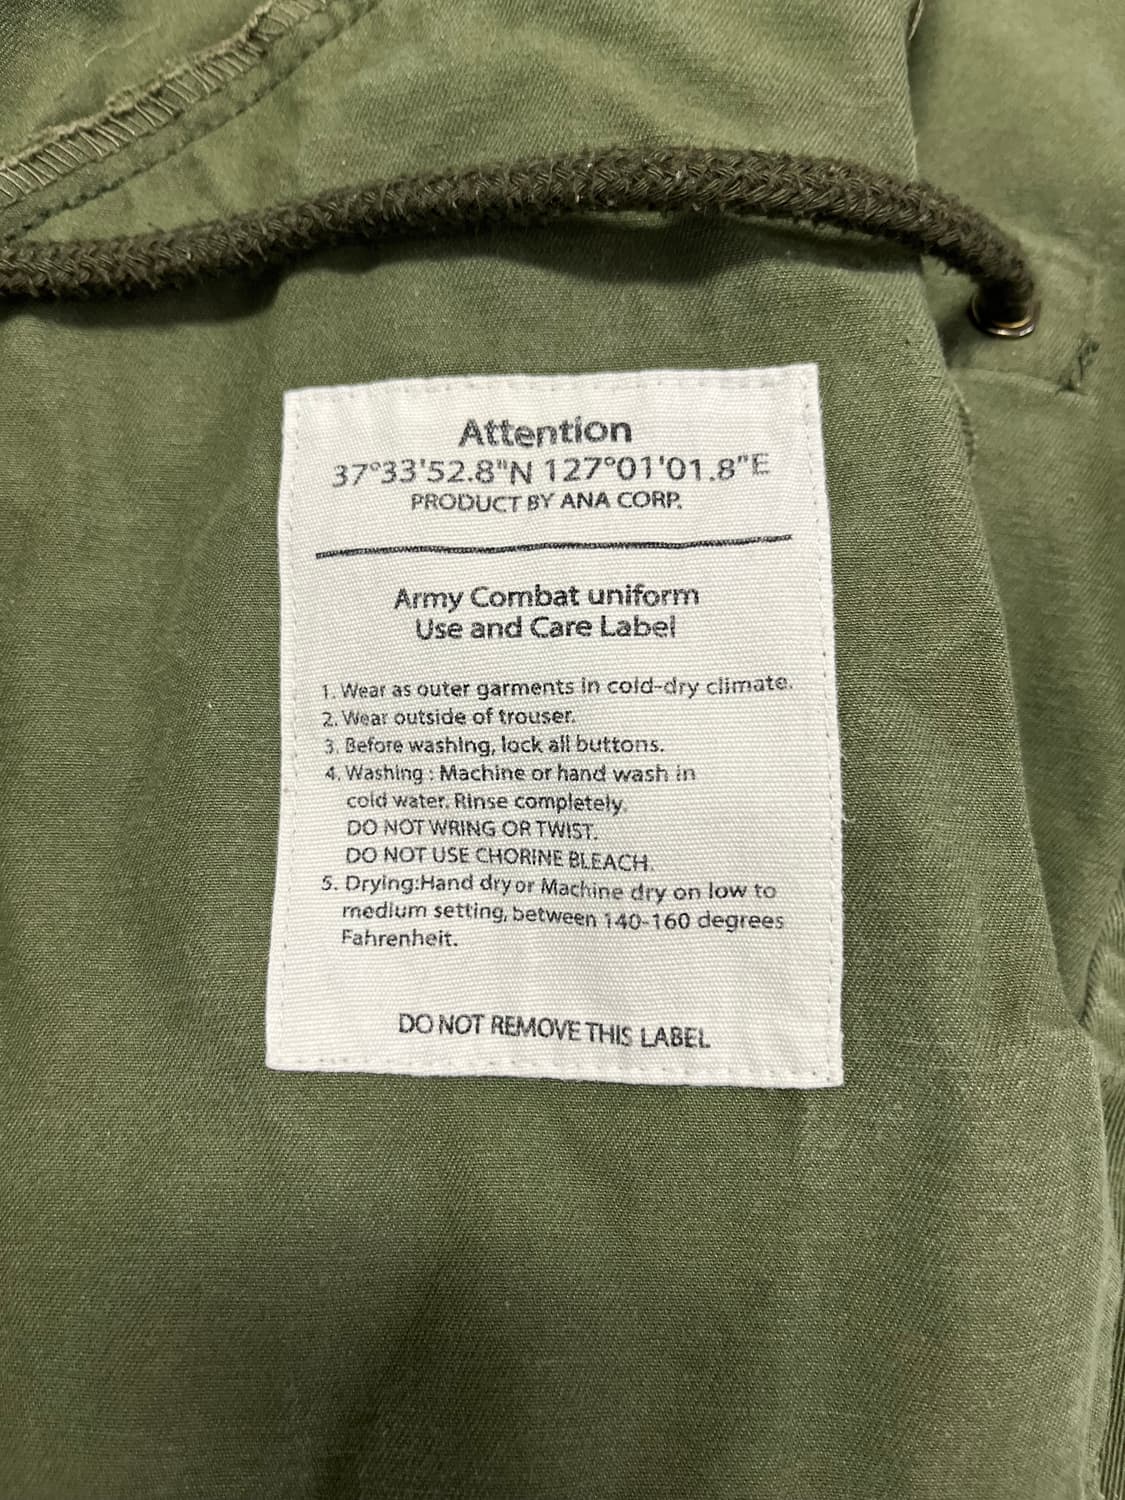 Attention
37°33'52.8"N 127°01'01.8"E
PRODUCT BY ANA CORP.
Army Combat uniform
Use and Care Label
1. Wear as outer garments in cold-dry climate.
2. Wear outside of trouser.
3. Before washing, lock all buttons.
4. Washing : Machine or hand wash in
cold water. Rinse completely.
DO NOT WRING OR TWIST.
DO NOT USE CHORINE BLEACH.
5. Drying:Hand dry or Machine dry on low to
medium setting, between 140-160 degrees
Fahrenheit.
DO NOT REMOVE THIS LABEL